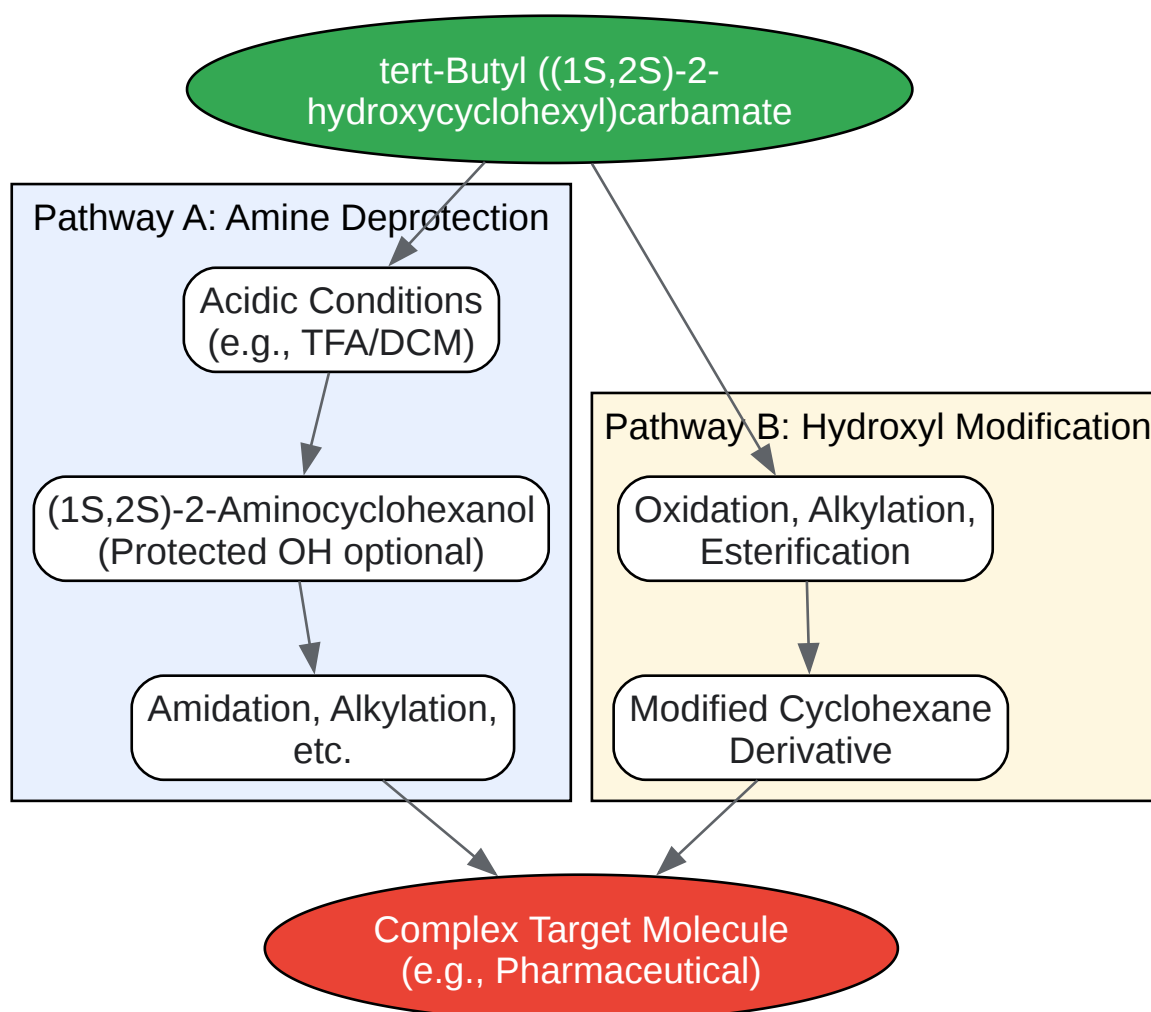 tert-Butyl ((1S,2S)-2-
hydroxycyclohexyl)carbamate
Pathway A: Amine Deprotection
Acidic Conditions
(e.g., TFA/DCM)
(1S,2S)-2-Aminocyclohexanol
(Protected OH optional)
Amidation, Alkylation,
etc.
Pathway B: Hydroxyl Modification
Oxidation, Alkylation,
Esterification
Modified Cyclohexane
Derivative
Complex Target Molecule
(e.g., Pharmaceutical)